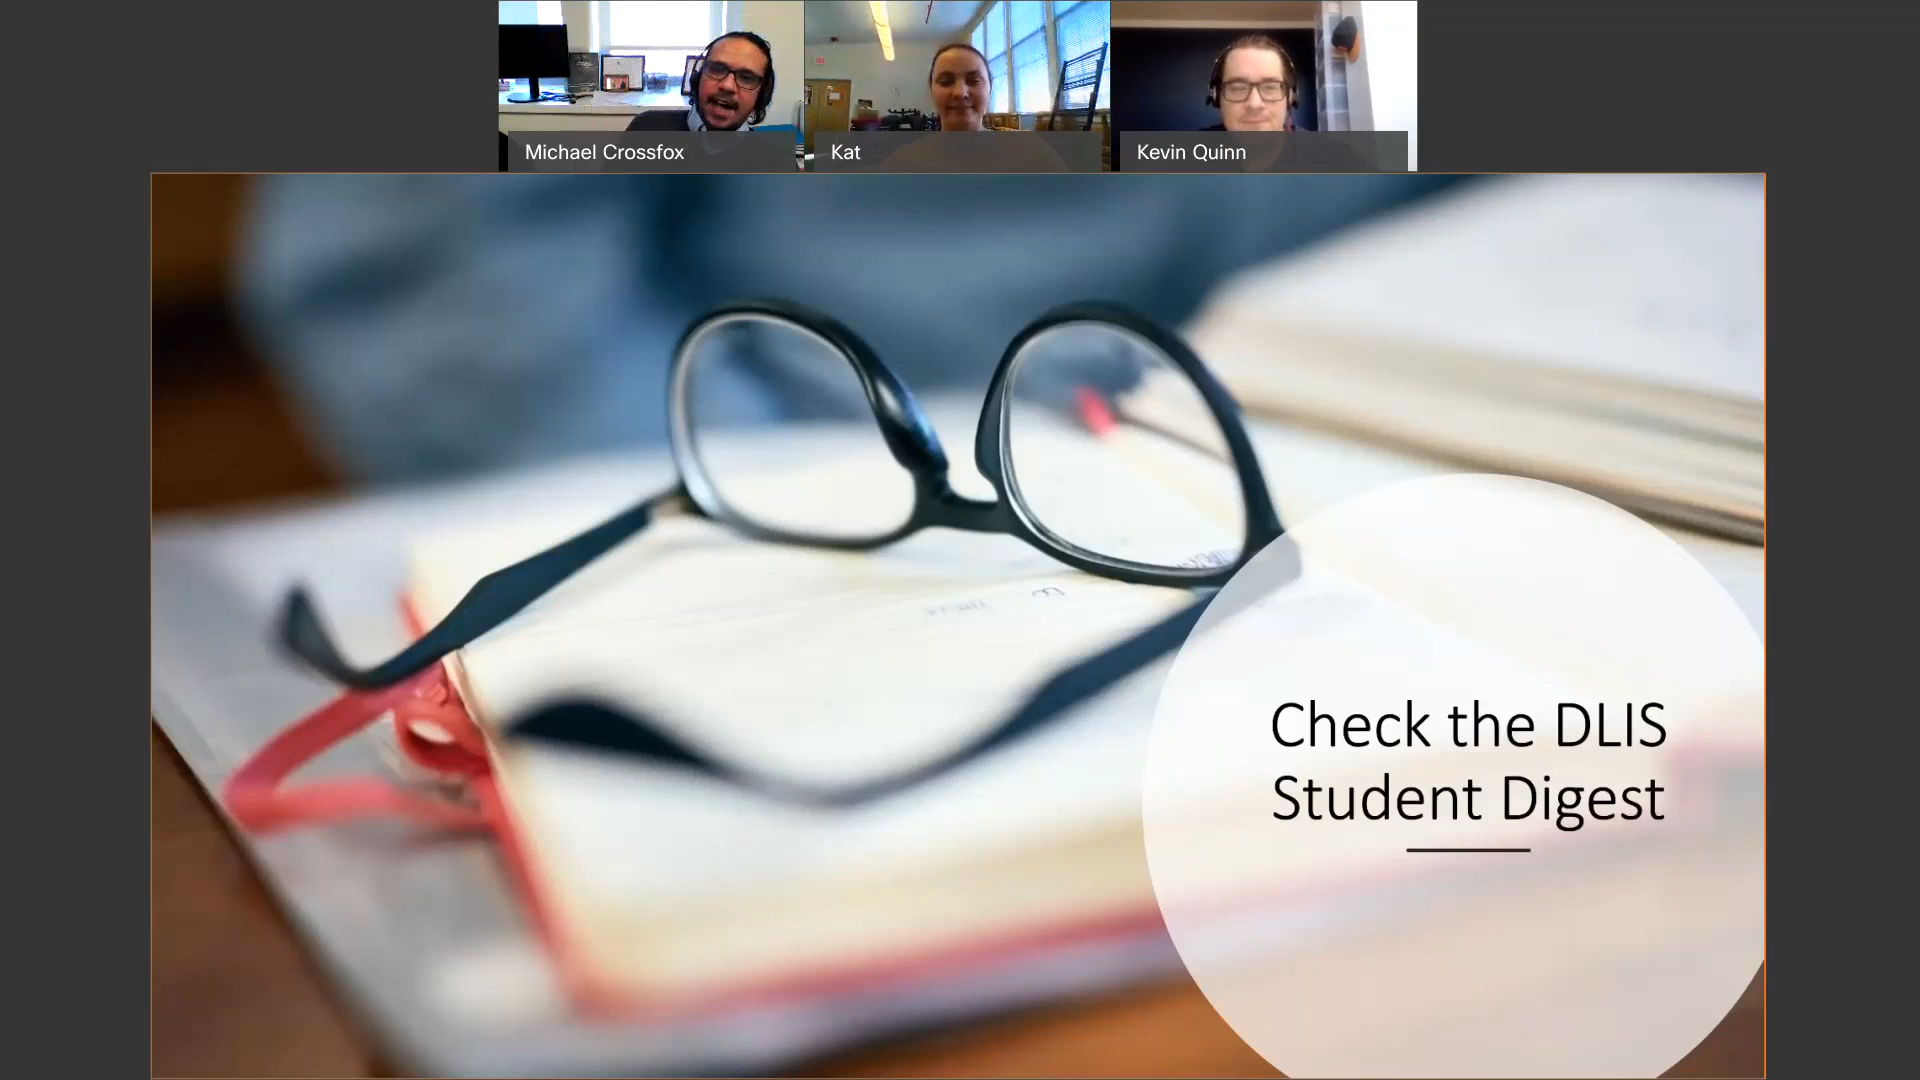 Michael Crossfox
Kat
Kevin Quinn
Check the DLIS
Student Digest